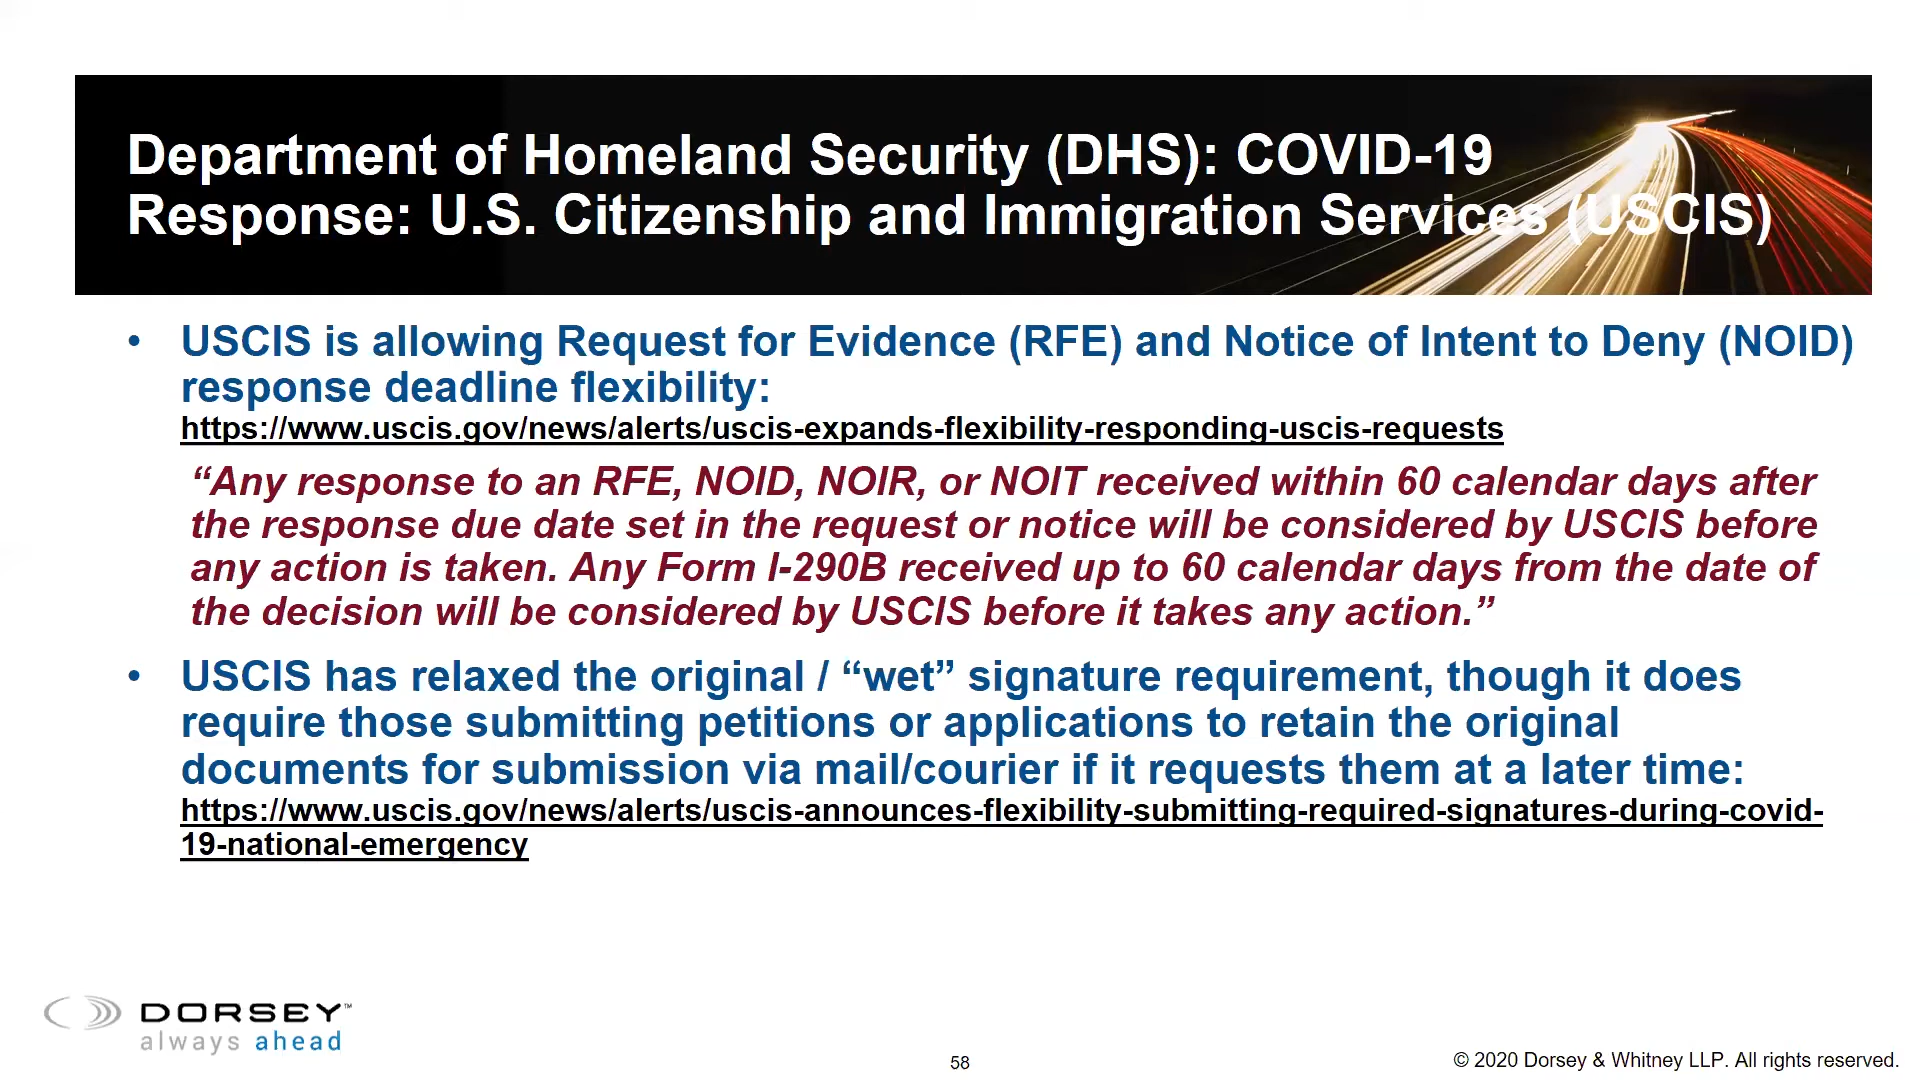 Department of Homeland Security (DHS): COVID-19
Response: U.S. Citizenship and Immigration Services (USCIS)
• USCIS is allowing Request for Evidence (RFE) and Notice of Intent to Deny (NOID)
response deadline flexibility:
https://www.uscis.gov/news/alerts/uscis-expands-flexibility-responding-uscis-requests
“Any response to an RFE, NOID, NOIR, or NOIT received within 60 calendar days after
the response due date set in the request or notice will be considered by USCIS before
any action is taken. Any Form I-290B received up to 60 calendar days from the date of
the decision will be considered by USCIS before it takes any action.”
• USCIS has relaxed the original / “wet” signature requirement, though it does
require those submitting petitions or applications to retain the original
documents for submission via mail/courier if it requests them at a later time:
https://www.uscis.gov/news/alerts/uscis-announces-flexibility-submitting-required-signatures-during-covid-
19-national-emergency
DORSEY™
always ahead
58
© 2020 Dorsey & Whitney LLP. All rights reserved.